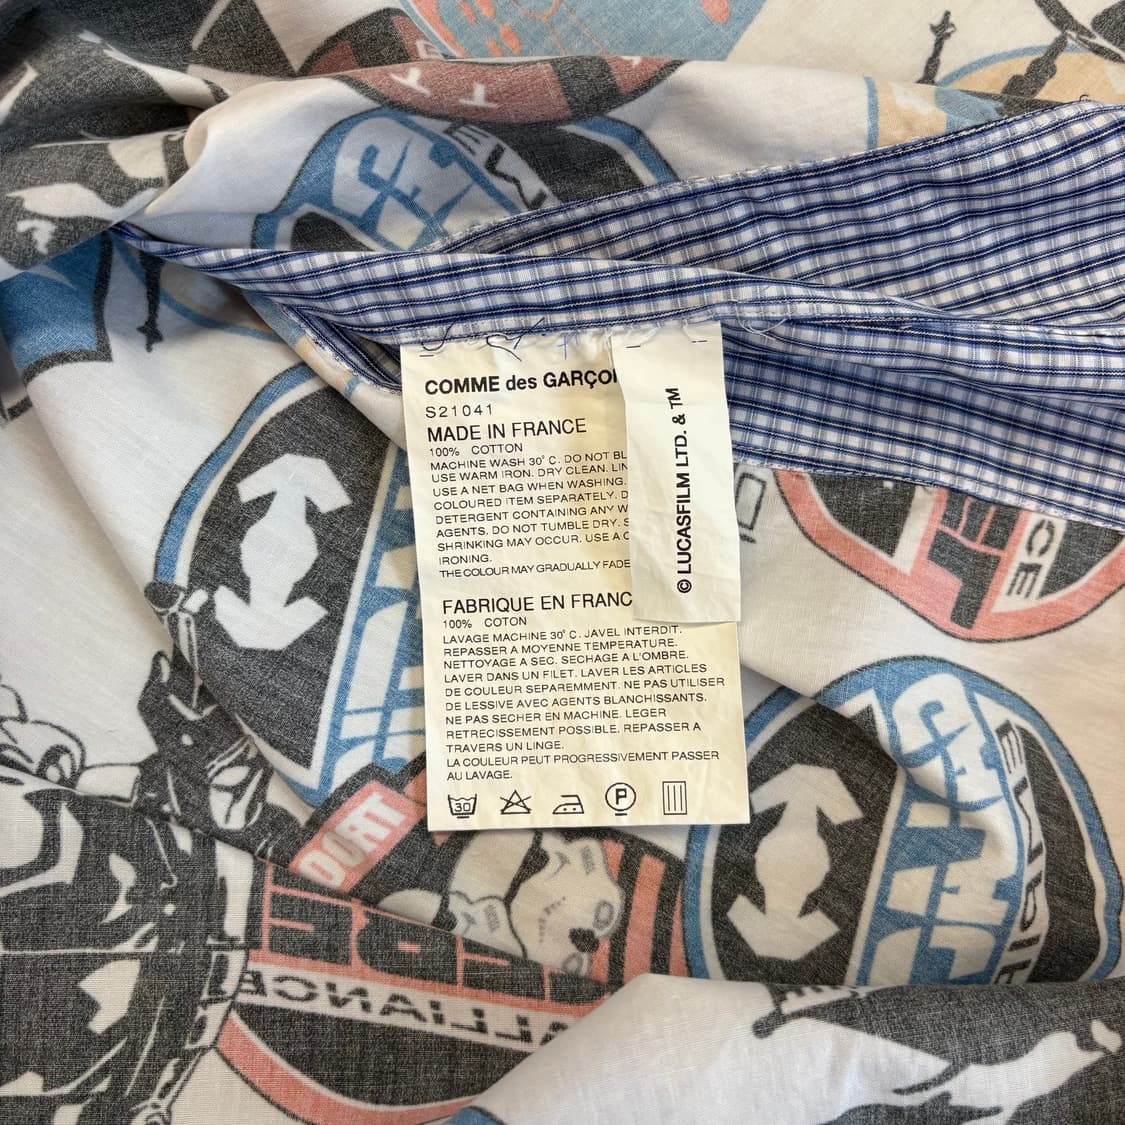 COMME des GARÇO
S21041
MADE IN FRANCE
100% COTTON
MACHINE WASH 30° C. DO NOT BL
USE WARM IRON. DRY CLEAN. LIN
USE A NET BAG WHEN WASHING.
COLOURED ITEM SEPARATELY. D
DETERGENT CONTAINING ANY W
AGENTS. DO NOT TUMBLE DRY. S
SHRINKING MAY OCCUR. USE A C
IRONING.
THE COLOUR MAY GRADUALLY FADE
FABRIQUE EN FRANC
100% COTON
LAVAGE MACHINE 30° C. JAVEL INTERDIT.
REPASSER A MOYENNE TEMPERATURE.
NETTOYAGE A SEC. SECHAGE A L'OMBRE.
LAVER DANS UN FILET. LAVER LES ARTICLES
DE COULEUR SEPAREMMENT. NE PAS UTILISER
DE LESSIVE AVEC AGENTS BLANCHISSANTS.
NE PAS SECHER EN MACHINE. LEGER
RETRECISSEMENT POSSIBLE. REPASSER A
TRAVERS UN LINGE.
LA COULEUR PEUT PROGRESSIVEMENT PASSER
AU LAVAGE.
30
P
© LUCASFILM LTD. & TM
ALLIANCE